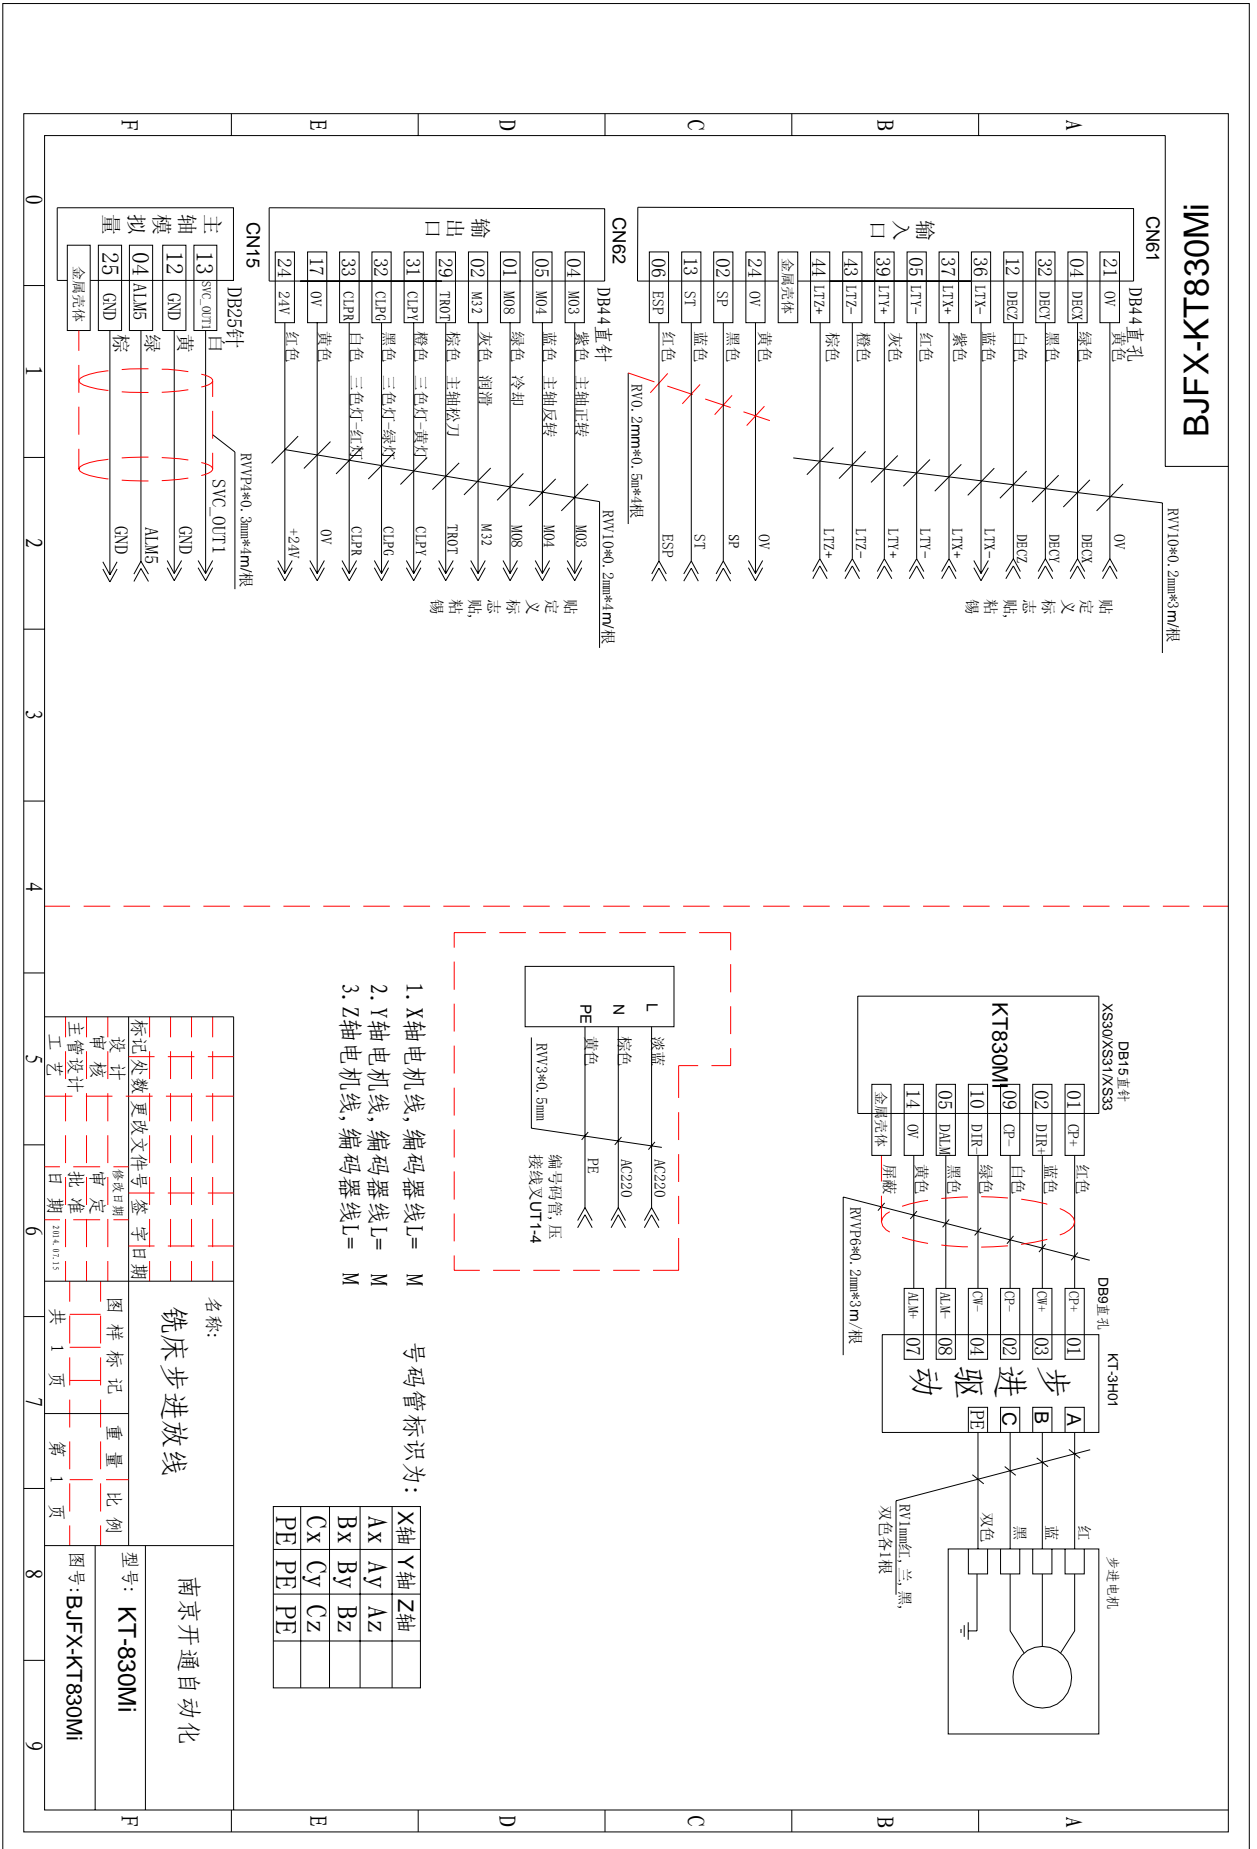 BJFX-KT830Mi
CN61
DB44直孔
输入口
21 0V 黄色 0V
04 DECX 绿色 DECX
32 DECY 黑色 DECY
12 DECZ 白色 DECZ
36 LTX- 蓝色 LTX-
37 LTX+ 紫色 LTX+
05 LTY- 红色 LTY-
39 LTY+ 灰色 LTY+
43 LTZ- 橙色 LTZ-
44 LTZ+ 棕色 LTZ+
金属壳体
RVV10*0.2mm*3m/根
贴定义标志贴,粘锡
24 0V 黄色 0V
02 SP 黑色 SP
13 ST 蓝色 ST
06 ESP 红色 ESP
RV0.2mm*0.5m*4根
CN62
DB44直针
输出口
04 MO3 紫色 主轴正转 M03
05 MO4 蓝色 主轴反转 M04
01 MO8 绿色 冷却 M08
02 M32 灰色 润滑 M32
29 TROT 棕色 主轴松刀 TROT
31 CLPY 橙色 三色灯-黄灯 CLPY
32 CLPG 黑色 三色灯-绿灯 CLPG
33 CLPR 白色 三色灯-红灯 CLPR
17 0V 黄色 0V
24 24V 红色 +24V
RVV10*0.2mm*4m/根
贴定义标志贴,粘锡
CN15
DB25针
主轴模拟量
13 SVC_OUT1 白 SVC_OUT1
12 GND 黄 GND
04 ALM5 绿 ALM5
25 GND 棕 GND
金属壳体
RVVP4*0.3mm*4m/根
DB15直针
XS30/XS31/XS33
KT830Mi
DB9直孔
KT-3H01
步进驱动
01 CP+ 红色 CP+ 01
02 DIR+ 蓝色 CW+ 03
09 CP- 白色 CP- 02
10 DIR- 绿色 CW- 04
05 DALM 黑色 ALM- 08
14 0V 黄色 ALM+ 07
金属壳体 屏蔽
RVVP6*0.2mm*3m/根
A 红
B 蓝
C 黑
PE 双色
步进电机
RV1mm红,兰,黑,
双色各1根
L 淡蓝 AC220
N 棕色 AC220
PE 黄色 PE
RVV3*0.5mm
编号码管,压
接线叉UT1-4
1.X轴电机线,编码器线L= M
2.Y轴电机线,编码器线L= M
3.Z轴电机线,编码器线L= M
号码管标识为:
X轴 Y轴 Z轴
Ax Ay Az
Bx By Bz
Cx Cy Cz
PE PE PE
标记 处数 更改文件号 签字 日期
设计 修改日期
审核 审定
主管设计 批准
工艺 日期 2014.07.15
名称:
铣床步进放线
图样标记 重量 比例
共 1 页 第 1 页
南京开通自动化
型号: KT-830Mi
图号:BJFX-KT830Mi
A B C D E F
0 1 2 3 4 5 6 7 8 9
A B C D E F